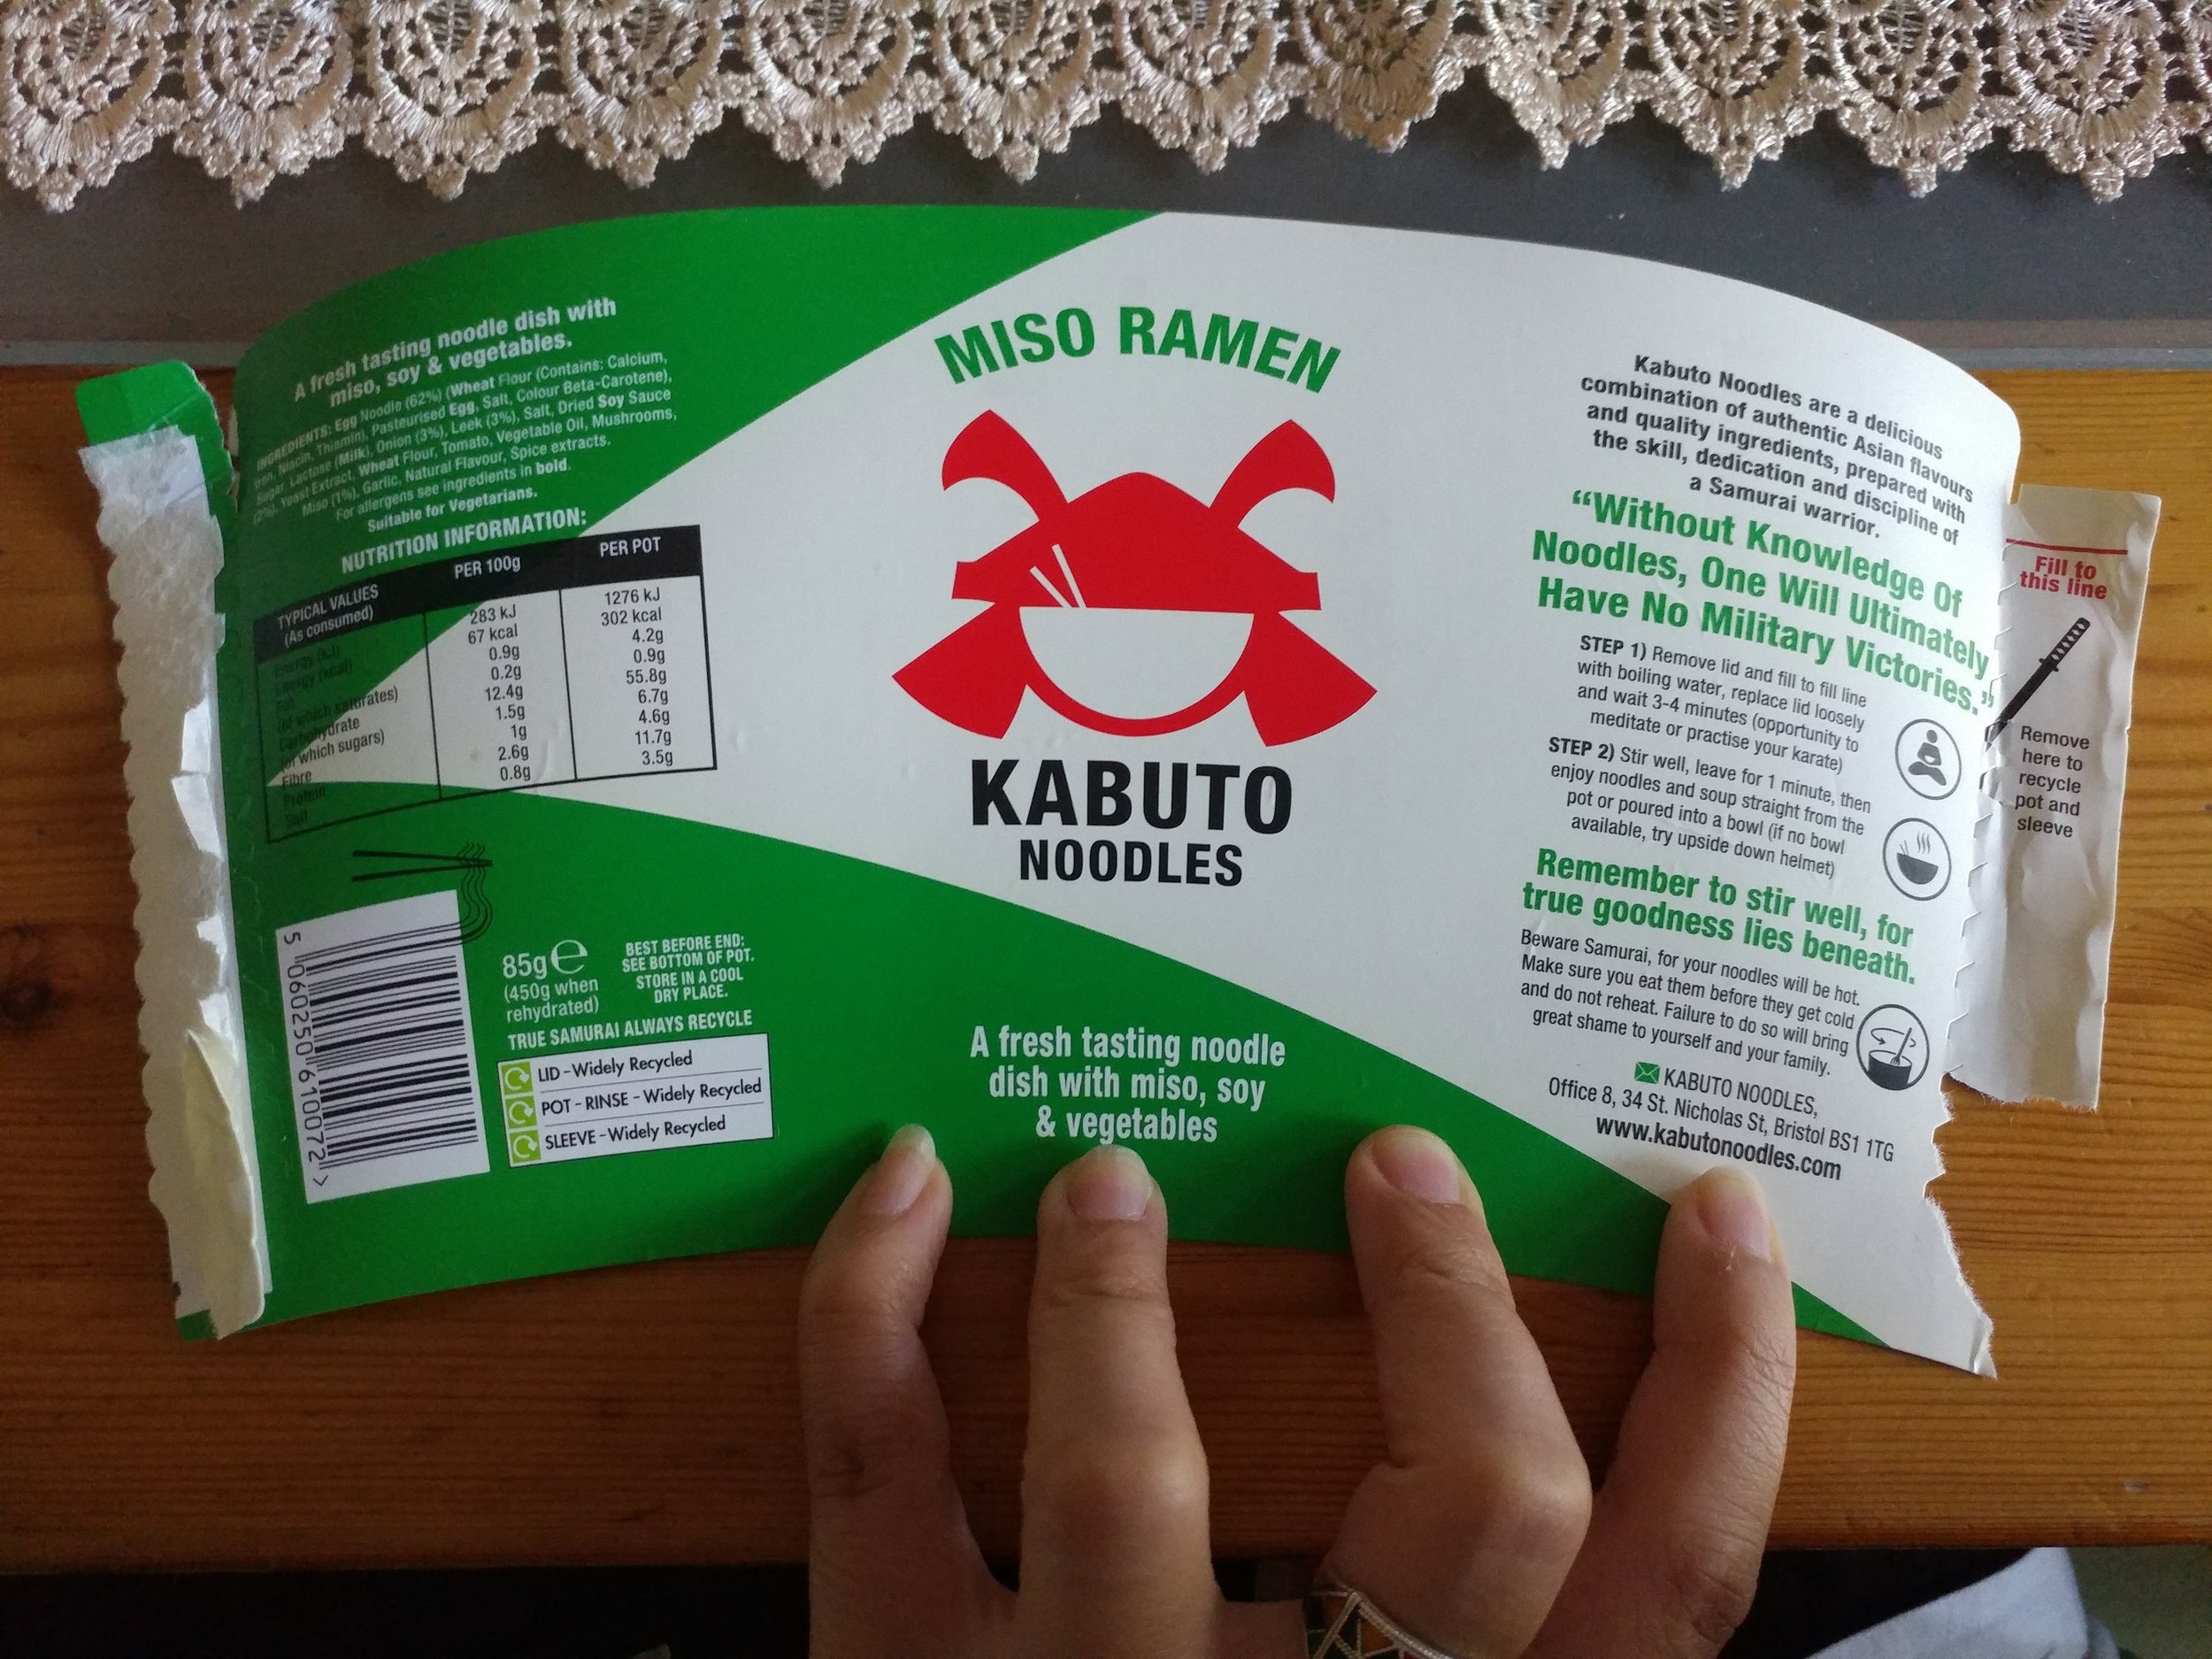 A fresh tasting noodle dish with
miso, soy & vegetables.
INGREDIENTS: Egg Noodle (62%) (Wheat Flour (Contains: Calcium,
Iron, Niacin, Thiamin), Pasteurised Egg, Salt, Colour Beta-Carotene),
Sugar, Lactose (Milk), Onion (3%), Leek (3%), Salt, Dried Soy Sauce
(2%), Yeast Extract, Wheat Flour, Tomato, Vegetable Oil, Mushrooms,
Miso (1%), Garlic, Natural Flavour, Spice extracts.
For allergens see ingredients in bold.
Suitable for Vegetarians.
NUTRITION INFORMATION:
TYPICAL VALUES PER 100g PER POT
(As consumed)
Energy (kJ) 283 kJ 1276 kJ
Energy (kcal) 67 kcal 302 kcal
Fat 0.9g 4.2g
(of which saturates) 0.2g 0.9g
Carbohydrate 12.4g 55.8g
(of which sugars) 1.5g 6.7g
Fibre 1g 4.6g
Protein 2.6g 11.7g
Salt 0.8g 3.5g
5 060250 610072 >
85g e
(450g when
rehydrated)
BEST BEFORE END:
SEE BOTTOM OF POT.
STORE IN A COOL
DRY PLACE.
TRUE SAMURAI ALWAYS RECYCLE
LID - Widely Recycled
POT - RINSE - Widely Recycled
SLEEVE - Widely Recycled
MISO RAMEN
KABUTO
NOODLES
A fresh tasting noodle
dish with miso, soy
& vegetables
Kabuto Noodles are a delicious
combination of authentic Asian flavours
and quality ingredients, prepared with
the skill, dedication and discipline of
a Samurai warrior.
“Without Knowledge Of
Noodles, One Will Ultimately
Have No Military Victories.”
STEP 1) Remove lid and fill to fill line
with boiling water, replace lid loosely
and wait 3-4 minutes (opportunity to
meditate or practise your karate)
STEP 2) Stir well, leave for 1 minute, then
enjoy noodles and soup straight from the
pot or poured into a bowl (if no bowl
available, try upside down helmet)
Remember to stir well, for
true goodness lies beneath.
Beware Samurai, for your noodles will be hot.
Make sure you eat them before they get cold
and do not reheat. Failure to do so will bring
great shame to yourself and your family.
KABUTO NOODLES,
Office 8, 34 St. Nicholas St, Bristol BS1 1TG
www.kabutonoodles.com
Fill to
this line
Remove
here to
recycle
pot and
sleeve